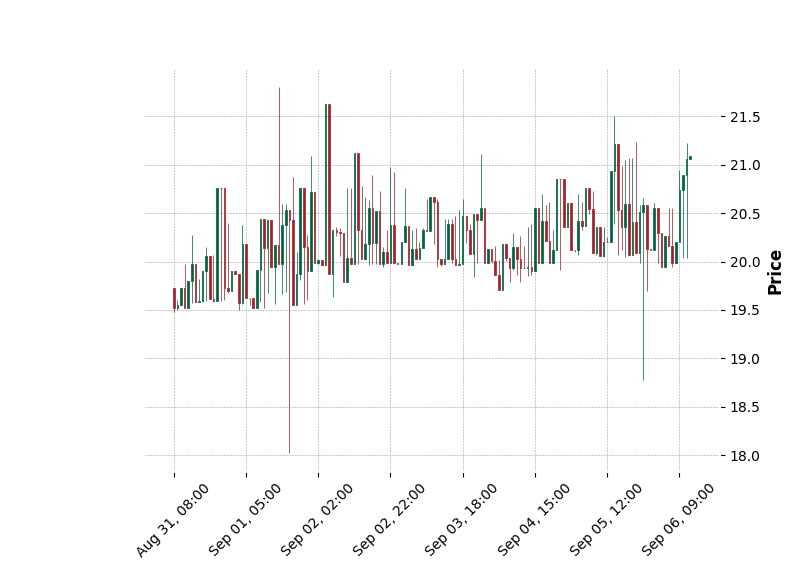 21.5
21.0
20.5
20.0
19.5
19.0
18.5
18.0
Price
Aug 31, 08:00
Sep 01, 05:00
Sep 02, 02:00
Sep 02, 22:00
Sep 03, 18:00
Sep 04, 15:00
Sep 05, 12:00
Sep 06, 09:00